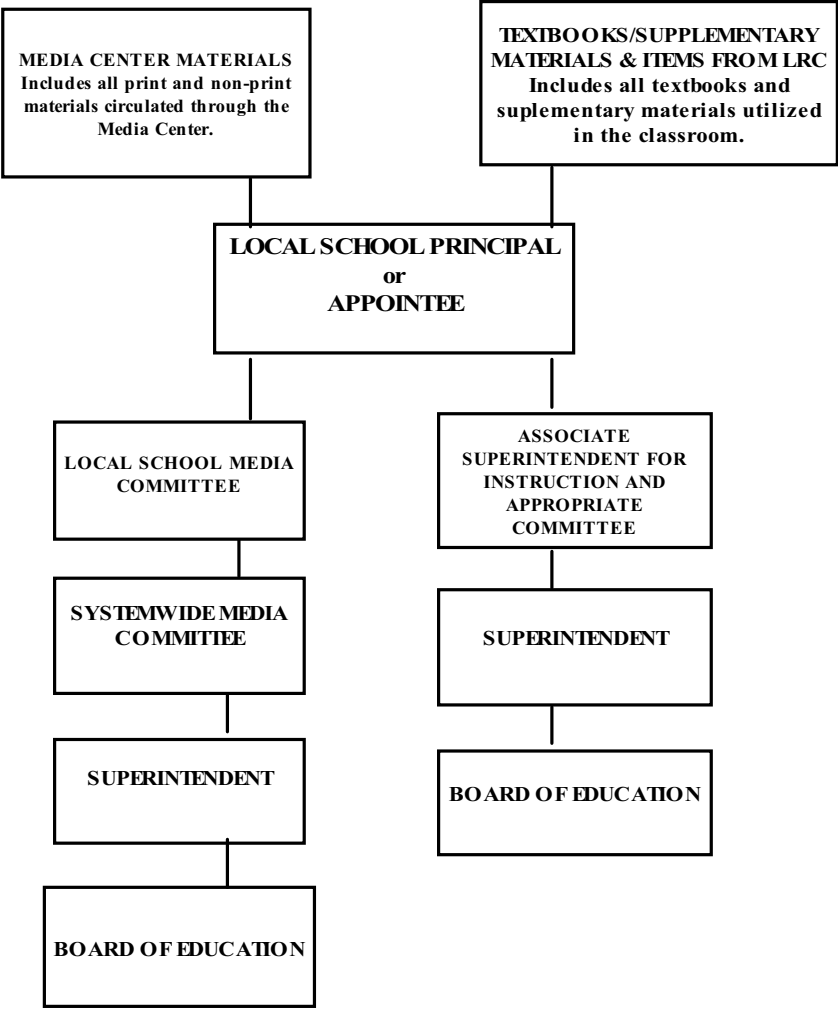 MEDIA CENTER MATERIALS
Includes all print and non-print
materials circulated through the
Media Center.
TEXTBOOKS/SUPPLEMENTARY
MATERIALS & ITEMS FROM LRC
Includes all textbooks and
suplementary materials utilized
in the classroom.
LOCAL SCHOOL PRINCIPAL
or
APPOINTEE
LOCAL SCHOOL MEDIA
COMMITTEE
SYSTEMWIDE MEDIA
COMMITTEE
SUPERINTENDENT
BOARD OF EDUCATION
ASSOCIATE
SUPERINTENDENT FOR
INSTRUCTION AND
APPROPRIATE
COMMITTEE
SUPERINTENDENT
BOARD OF EDUCATION